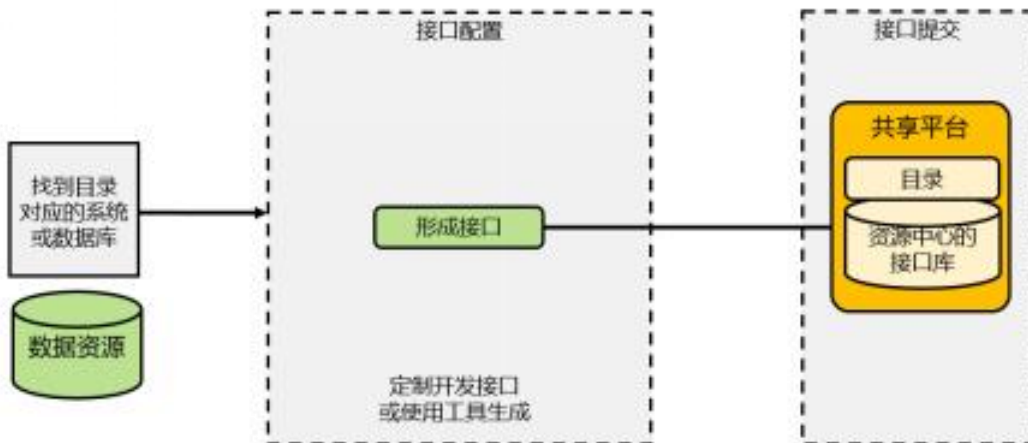 接口配置
接口提交
共享平台
目录
资源中心的
接口库
找到目录
对应的系统
或数据库
形成接口
数据资源
定制开发接口
或使用工具生成